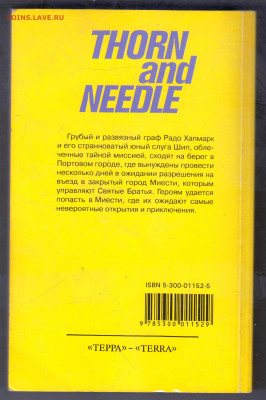 COINS.LAVE.RU
THORN
and
NEEDLE
Грубый и развязный граф Радо Халмарк
и его странноватый юный слуга Шип, обле-
ченные тайной миссией, сходят на берег в
Портовом городе, где вынуждены провести
несколько дней в ожидании разрешения на
въезд в закрытый город Миести, которым
управляют Святые Братья. Героям удается
попасть в Миести, где их ожидают самые
невероятные открытия и приключения.
ISBN 5-300-01152-5
9 785300 011529
«ТЕРРА» – «TERRA»